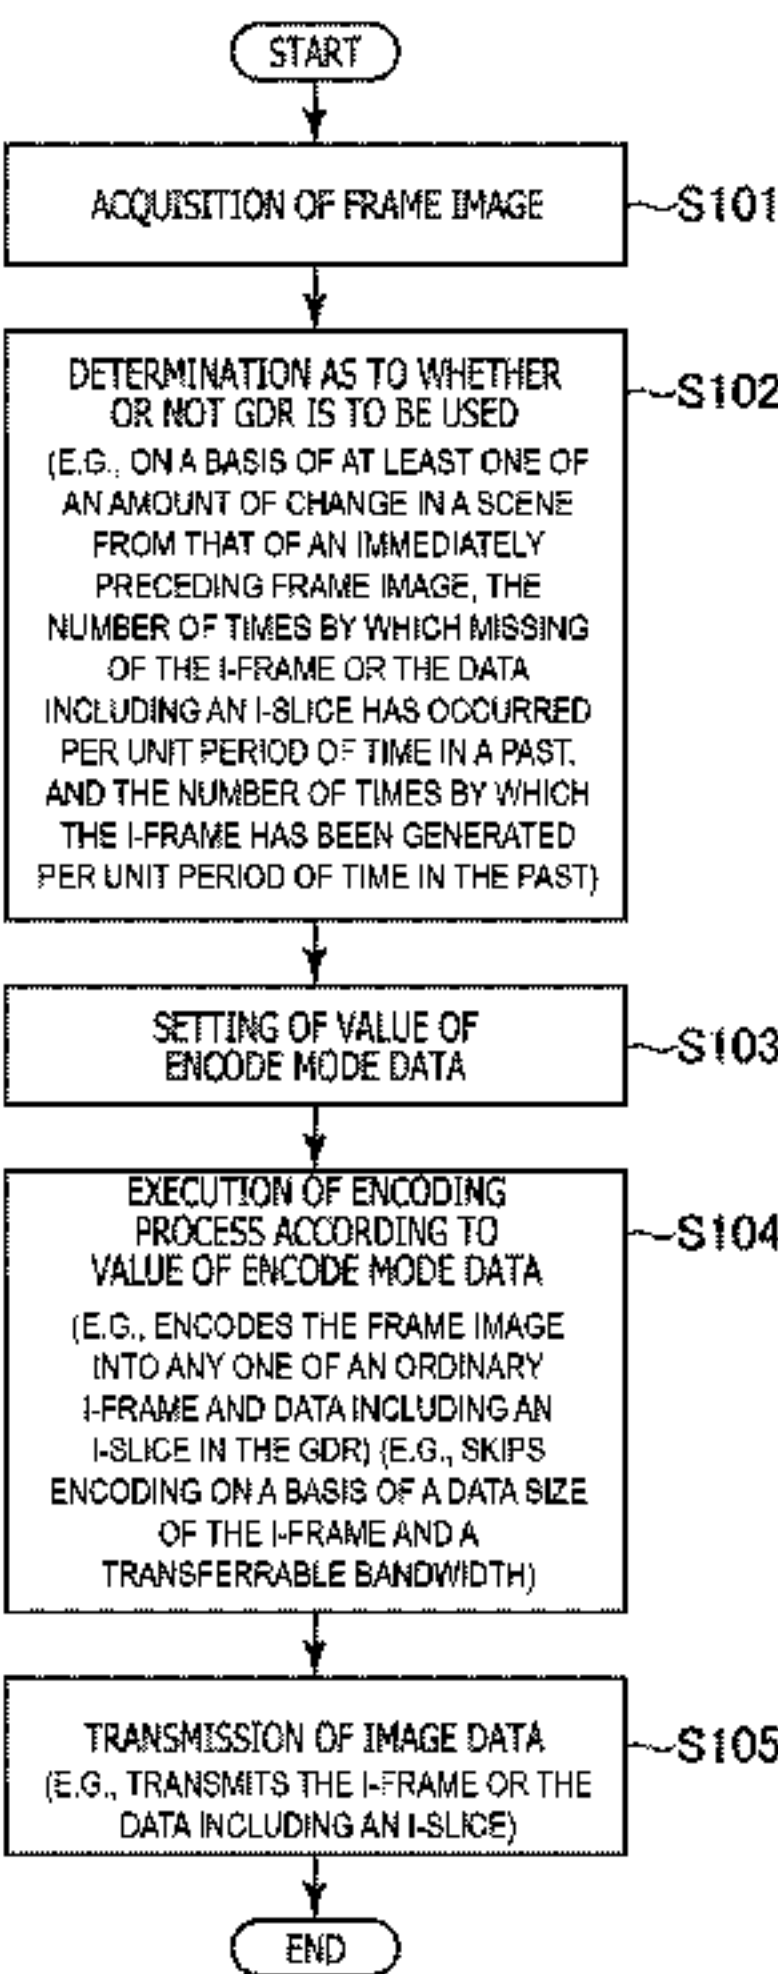 START
ACQUISITION OF FRAME IMAGE
S101
DETERMINATION AS TO WHETHER
OR NOT GDR IS TO BE USED
(E.G., ON A BASIS OF AT LEAST ONE OF
AN AMOUNT OF CHANGE IN A SCENE
FROM THAT OF AN IMMEDIATELY
PRECEDING FRAME IMAGE, THE
NUMBER OF TIMES BY WHICH MISSING
OF THE I-FRAME OR THE DATA
INCLUDING AN I-SLICE HAS OCCURRED
PER UNIT PERIOD OF TIME IN A PAST,
AND THE NUMBER OF TIMES BY WHICH
THE I-FRAME HAS BEEN GENERATED
PER UNIT PERIOD OF TIME IN THE PAST)
S102
SETTING OF VALUE OF
ENCODE MODE DATA
S103
EXECUTION OF ENCODING
PROCESS ACCORDING TO
VALUE OF ENCODE MODE DATA
(E.G., ENCODES THE FRAME IMAGE
INTO ANY ONE OF AN ORDINARY
I-FRAME AND DATA INCLUDING AN
I-SLICE IN THE GDR) (E.G., SKIPS
ENCODING ON A BASIS OF A DATA SIZE
OF THE I-FRAME AND A
TRANSFERRABLE BANDWIDTH)
S104
TRANSMISSION OF IMAGE DATA
(E.G., TRANSMITS THE I-FRAME OR THE
DATA INCLUDING AN I-SLICE)
S105
END